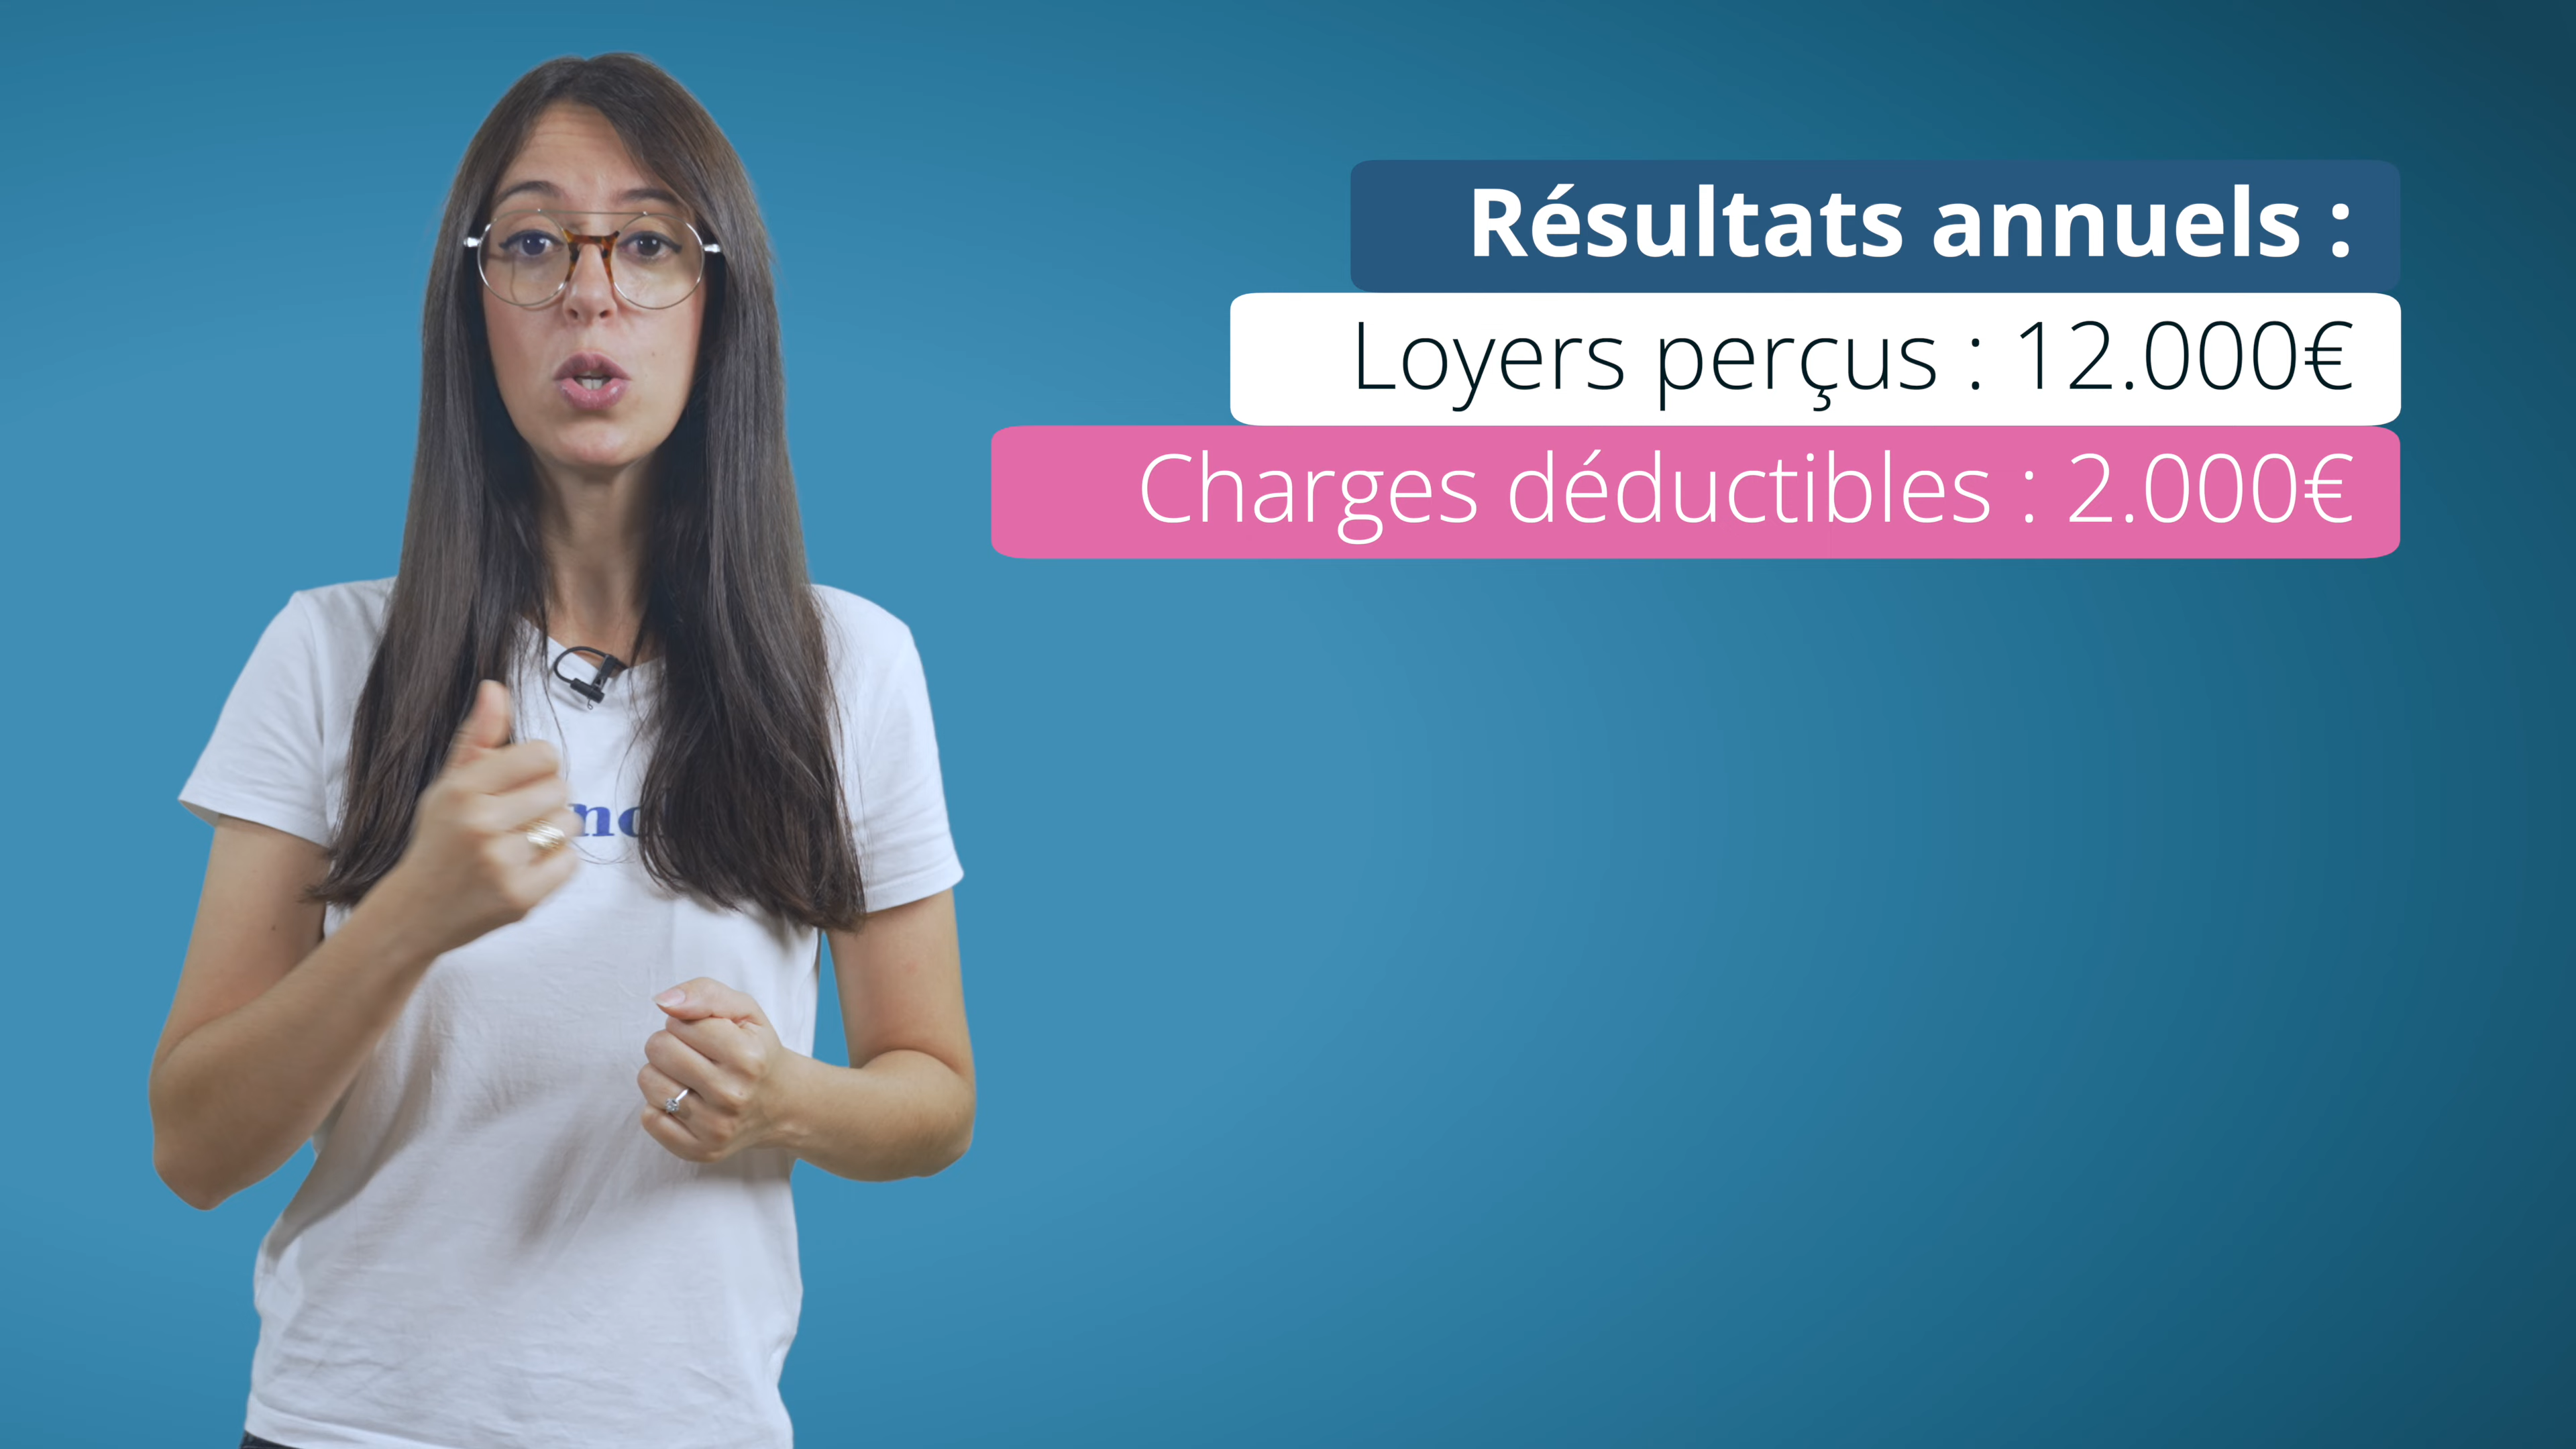 Résultats annuels :
Loyers perçus : 12.000€
Charges déductibles : 2.000€